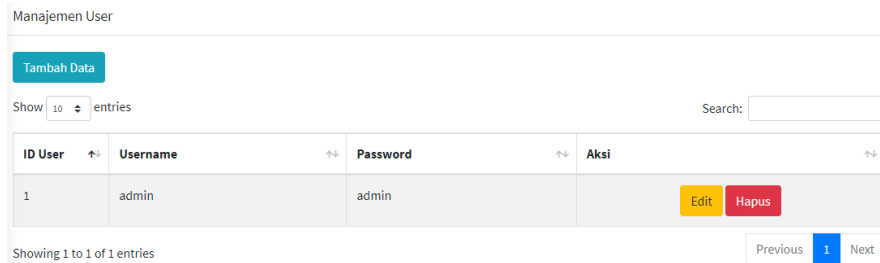 Manajemen User
Tambah Data
Show 10 entries Search:
ID User Username Password Aksi
1 admin admin Edit Hapus
Showing 1 to 1 of 1 entries Previous 1 Next